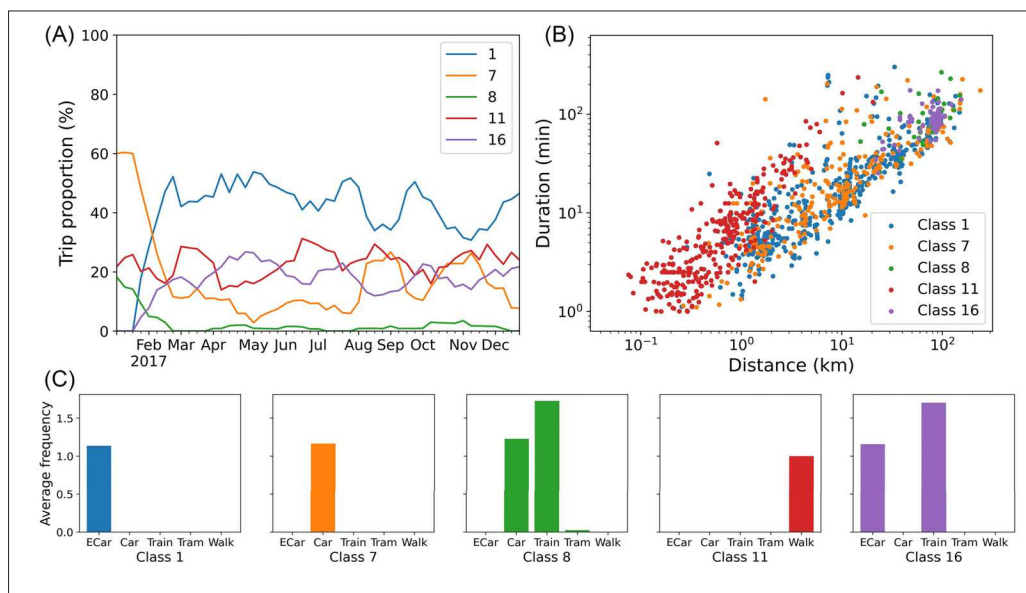 (A)
100
80
60
40
20
0
Trip proportion (%)
1
7
8
11
16
Feb Mar Apr May Jun Jul Aug Sep Oct Nov Dec
2017
(B)
Duration (min)
10²
10¹
10⁰
Class 1
Class 7
Class 8
Class 11
Class 16
10⁻¹ 10⁰ 10¹ 10²
Distance (km)
(C)
Average frequency
1.5
1.0
0.5
0.0
ECar Car Train Tram Walk
Class 1
ECar Car Train Tram Walk
Class 7
ECar Car Train Tram Walk
Class 8
ECar Car Train Tram Walk
Class 11
ECar Car Train Tram Walk
Class 16